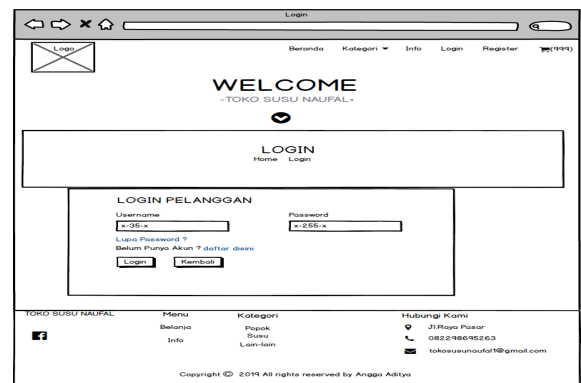 Login
Logo
Beranda Kategori Info Login Register (999)
WELCOME
-TOKO SUSU NAUFAL-
LOGIN
Home Login
LOGIN PELANGGAN
Username Password
x-35-x x-255-x
Lupa Password ?
Belum Punya Akun ? daftar disini
Login Kembali
TOKO SUSU NAUFAL Menu Kategori Hubungi Kami
Belanja Popok Jl.Raya Pasar
Info Susu 082298695263
Lain-lain tokosusunaufal1@gmail.com
Copyright © 2019 All rights reserved by Angga Aditya